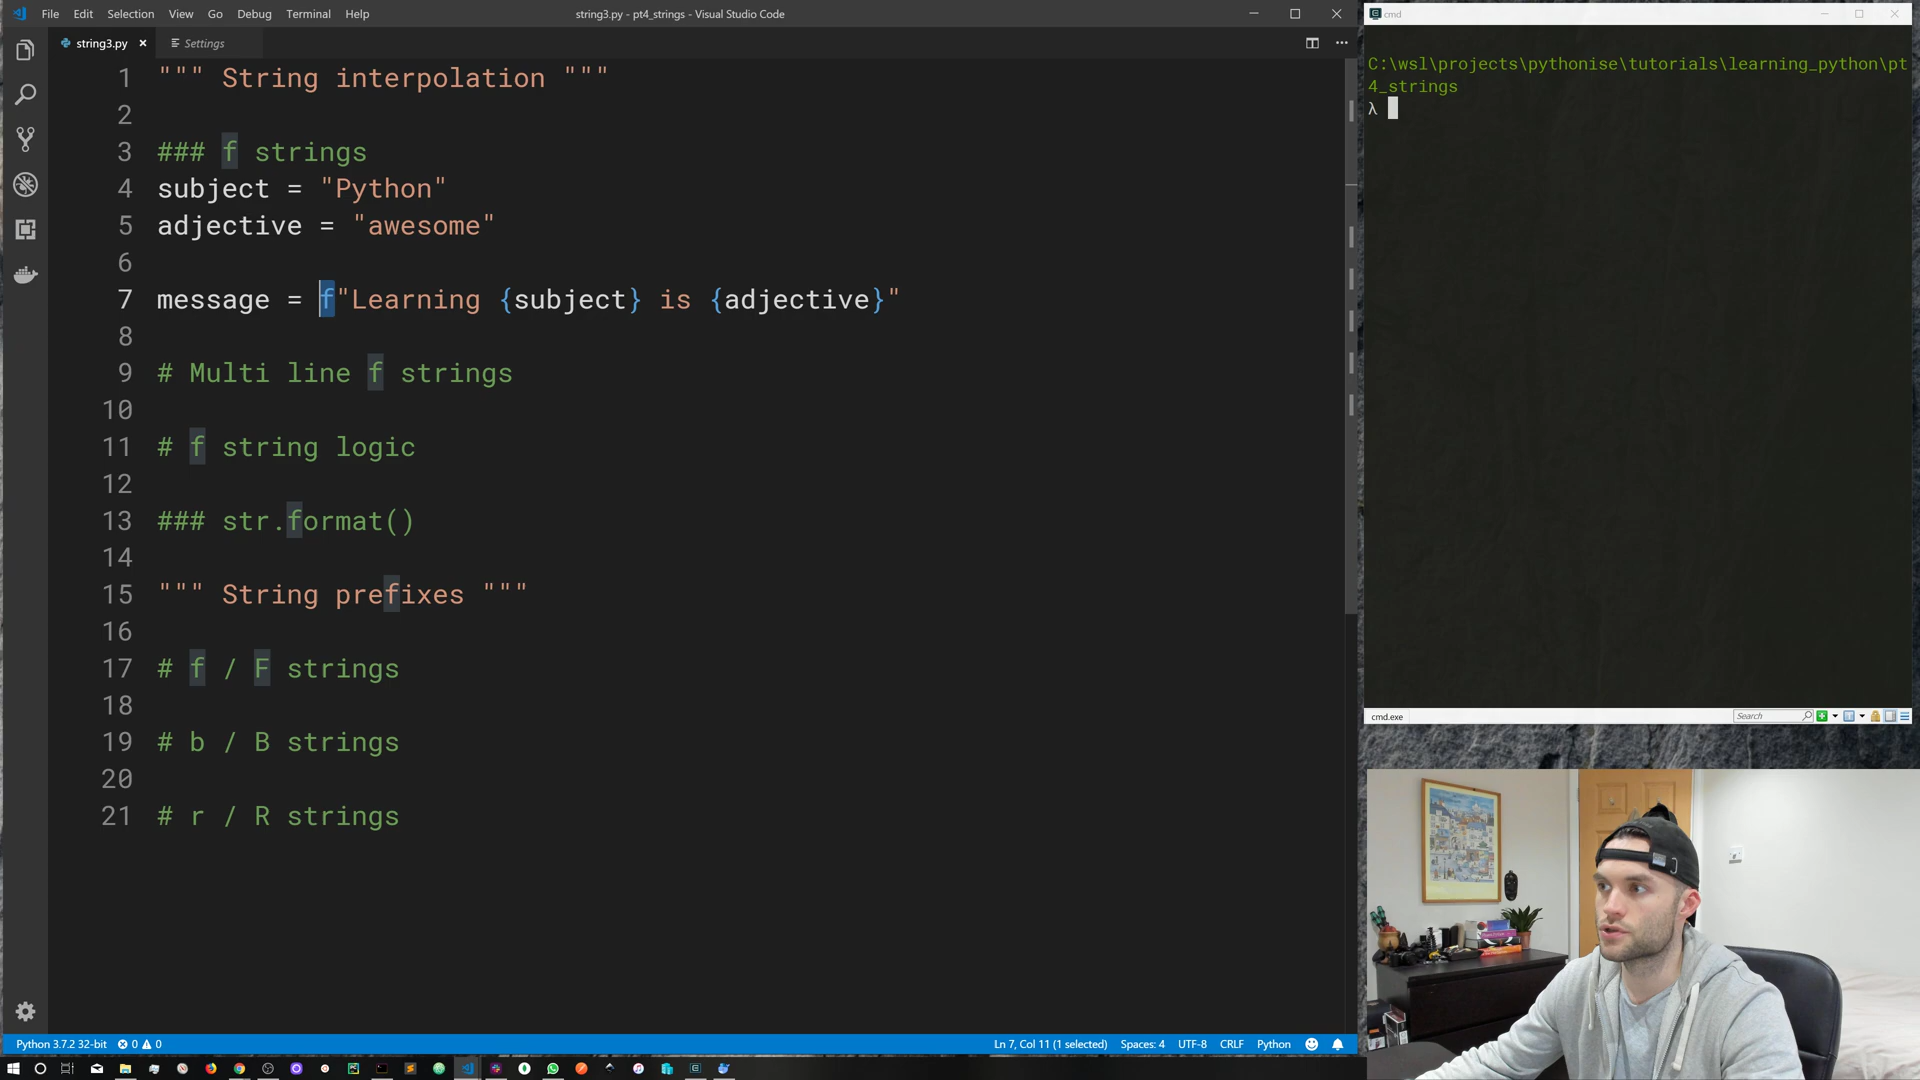 File Edit Selection View Go Debug Terminal Help
string3.py - pt4_strings - Visual Studio Code
string3.py
Settings
1 """ String interpolation """
2
3 ### f strings
4 subject = "Python"
5 adjective = "awesome"
6
7 message = f"Learning {subject} is {adjective}"
8
9 # Multi line f strings
10
11 # f string logic
12
13 ### str.format()
14
15 """ String prefixes """
16
17 # f / F strings
18
19 # b / B strings
20
21 # r / R strings
Python 3.7.2 32-bit 0 0
Ln 7, Col 11 (1 selected) Spaces: 4 UTF-8 CRLF Python
cmd
C:\wsl\projects\pythonise\tutorials\learning_python\pt
4_strings
λ
cmd.exe
Search